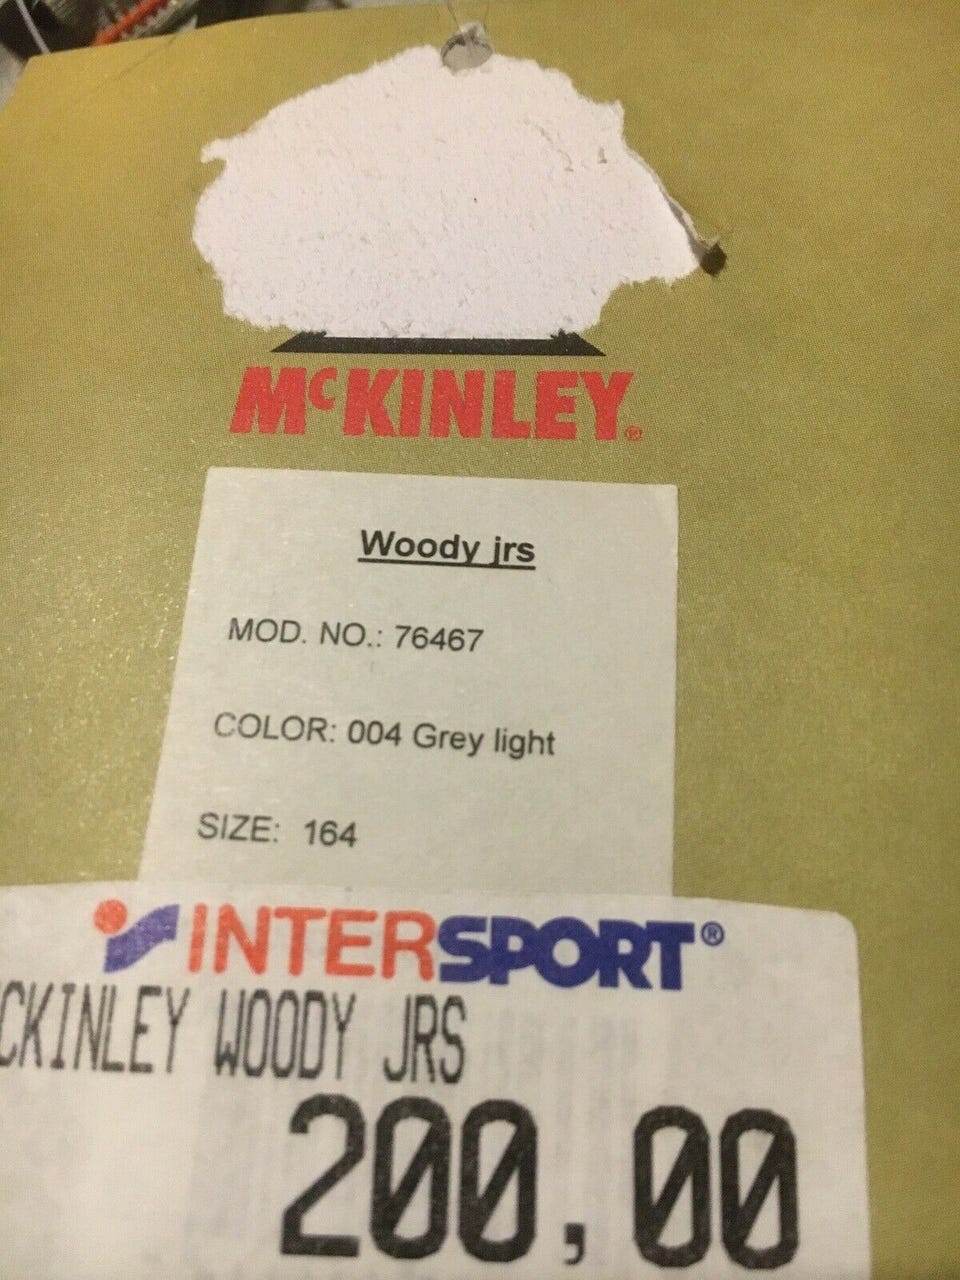 McKINLEY®
Woody jrs
MOD. NO.: 76467
COLOR: 004 Grey light
SIZE: 164
INTERSPORT®
CKINLEY WOODY JRS
200,00